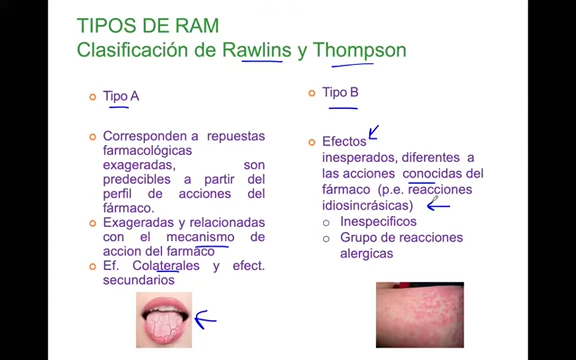 TIPOS DE RAM
Clasificación de Rawlins y Thompson
Tipo A
Corresponden a repuestas
farmacológicas
exageradas, son
predecibles a partir del
perfil de acciones del
fármaco.
Exageradas y relacionadas
con el mecanismo de
accion del farmaco
Ef. Colaterales y efect.
secundarios
Tipo B
Efectos
inesperados, diferentes a
las acciones conocidas del
fármaco (p.e. reacciones
idiosincrásicas)
Inespecificos
Grupo de reacciones
alergicas